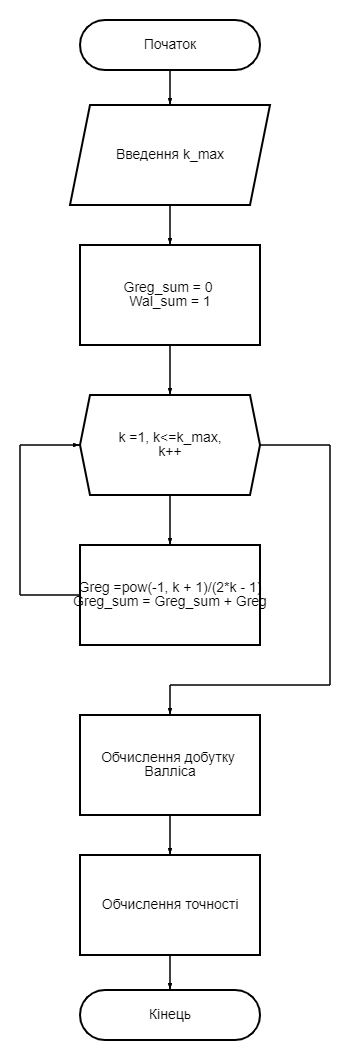 Початок
Введення k_max
Greg_sum = 0
Wal_sum = 1
k =1, k<=k_max,
k++
Greg =pow(-1, k + 1)/(2*k - 1)
Greg_sum = Greg_sum + Greg
Обчислення добутку
Валліса
Обчислення точності
Кінець